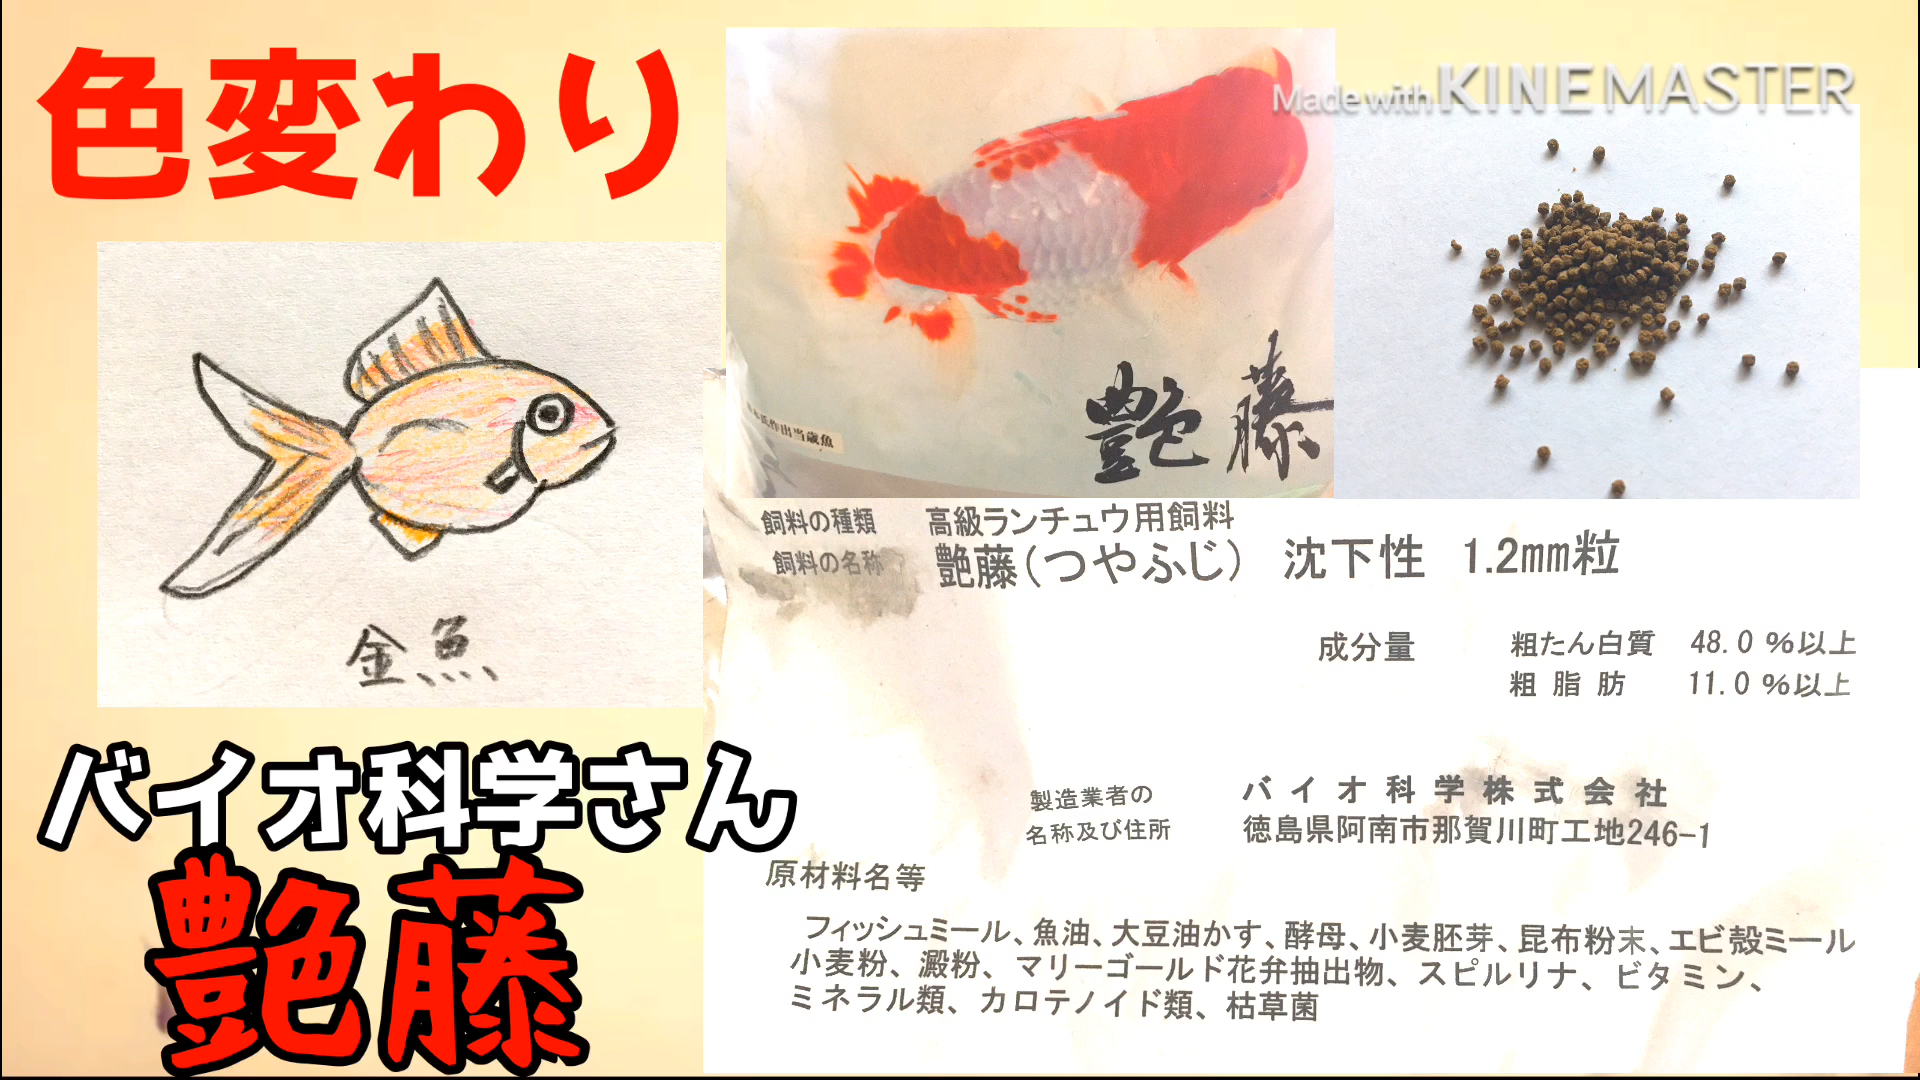 色変わり
Made with KINEMASTER
艶藤
作出当歳魚
金魚
飼料の種類 高級ランチュウ用飼料
飼料の名称 艶藤(つやふじ) 沈下性 1.2mm粒
成分量 粗たん白質 48.0 %以上
粗脂肪 11.0 %以上
バイオ科学さん
艶藤
製造業者の バイオ科学株式会社
名称及び住所 徳島県阿南市那賀川町工地246-1
原材料名等
フィッシュミール、魚油、大豆油かす、酵母、小麦胚芽、昆布粉末、エビ殻ミール
小麦粉、澱粉、マリーゴールド花弁抽出物、スピルリナ、ビタミン、
ミネラル類、カロテノイド類、枯草菌